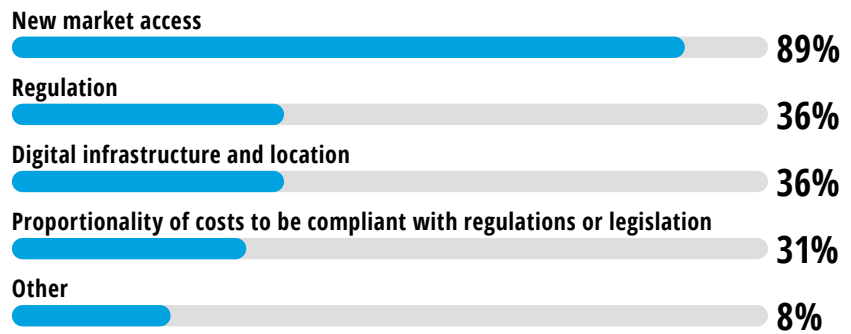 New market access
89%
Regulation
36%
Digital infrastructure and location
36%
Proportionality of costs to be compliant with regulations or legislation
31%
Other
8%